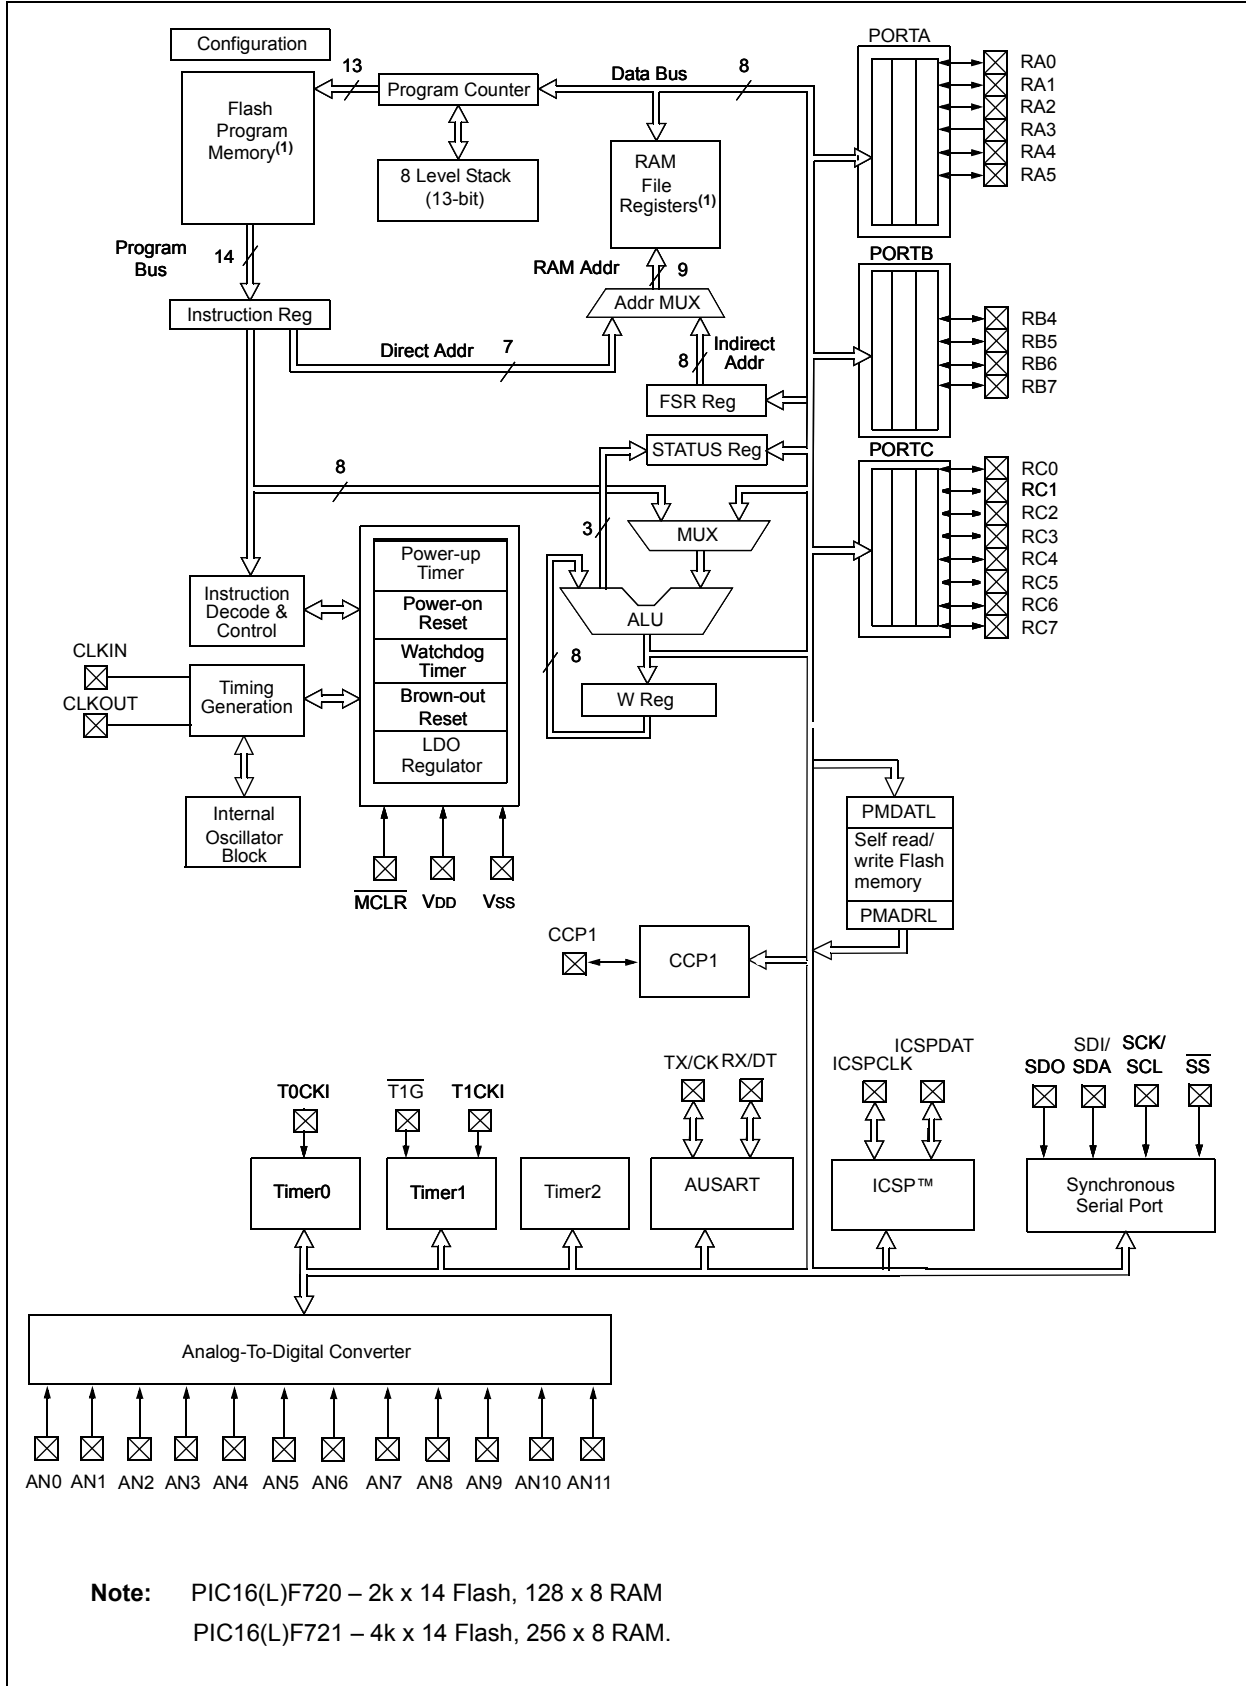 Configuration
PORTA
13
Data Bus
8
Program Counter
Flash
Program
Memory(1)
RA0
RA1
RA2
RA3
RA4
RA5
8 Level Stack
(13-bit)
RAM
File
Registers(1)
Program
Bus
14
RAM Addr
9
PORTB
Instruction Reg
Addr MUX
RB4
RB5
RB6
RB7
Direct Addr
7
8
Indirect
Addr
FSR Reg
STATUS Reg
PORTC
8
3
MUX
RC0
RC1
RC2
RC3
RC4
RC5
RC6
RC7
Power-up
Timer
Power-on
Reset
Watchdog
Timer
Brown-out
Reset
LDO
Regulator
Instruction
Decode &
Control
ALU
8
CLKIN
CLKOUT
Timing
Generation
W Reg
Internal
Oscillator
Block
MCLR
VDD
VSS
PMDATL
Self read/
write Flash
memory
PMADRL
CCP1
CCP1
TX/CK
RX/DT
ICSPCLK
ICSPDAT
SDO
SDI/
SDA
SCK/
SCL
SS
T0CKI
T1G
T1CKI
Timer0
Timer1
Timer2
AUSART
ICSP™
Synchronous
Serial Port
Analog-To-Digital Converter
AN0
AN1
AN2
AN3
AN4
AN5
AN6
AN7
AN8
AN9
AN10
AN11
Note: PIC16(L)F720 – 2k x 14 Flash, 128 x 8 RAM
PIC16(L)F721 – 4k x 14 Flash, 256 x 8 RAM.